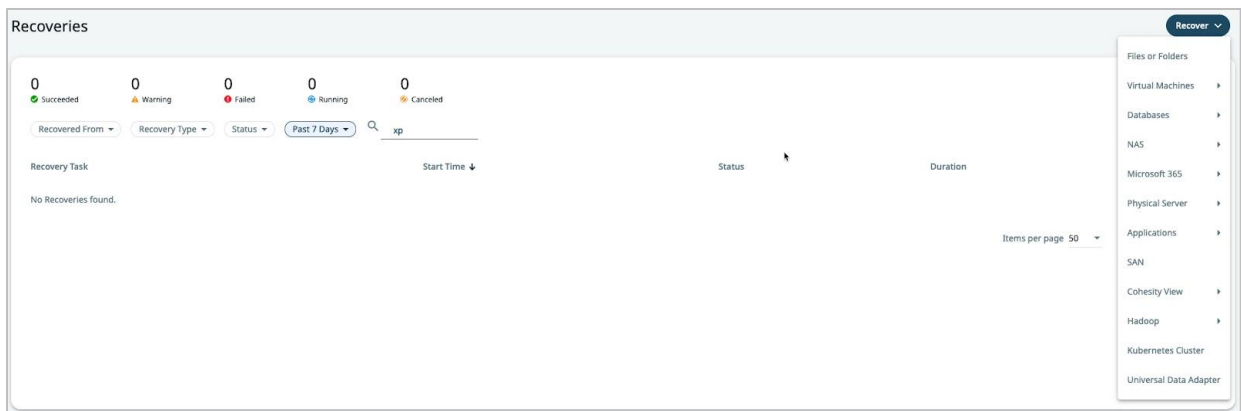 Recoveries
Recover
0 0 0 0 0
Succeeded Warning Failed Running Canceled
Recovered From Recovery Type Status Past 7 Days xp
Recovery Task Start Time Status Duration
No Recoveries found.
Items per page 50
Files or Folders
Virtual Machines
Databases
NAS
Microsoft 365
Physical Server
Applications
SAN
Cohesity View
Hadoop
Kubernetes Cluster
Universal Data Adapter